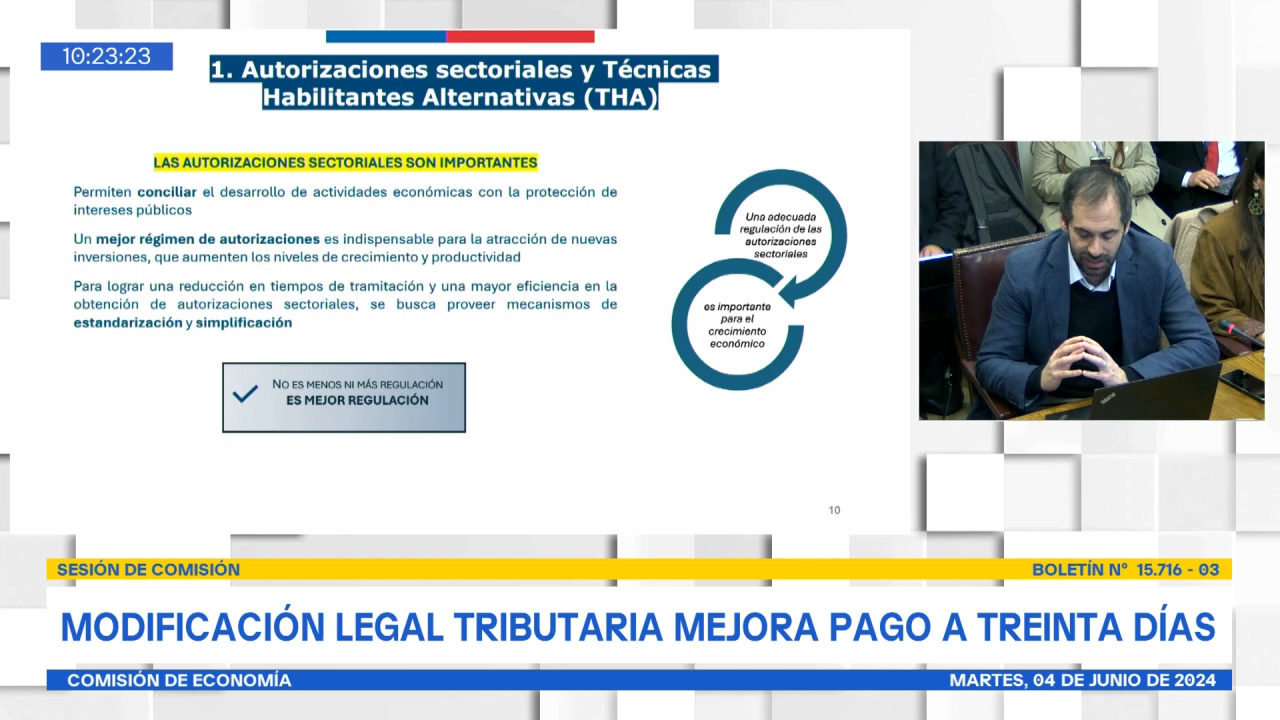 10:23:23
1. Autorizaciones sectoriales y Técnicas
Habilitantes Alternativas (THA)
LAS AUTORIZACIONES SECTORIALES SON IMPORTANTES
Permiten conciliar el desarrollo de actividades económicas con la protección de
intereses públicos
Un mejor régimen de autorizaciones es indispensable para la atracción de nuevas
inversiones, que aumenten los niveles de crecimiento y productividad
Para lograr una reducción en tiempos de tramitación y una mayor eficiencia en la
obtención de autorizaciones sectoriales, se busca proveer mecanismos de
estandarización y simplificación
NO ES MENOS NI MÁS REGULACIÓN
ES MEJOR REGULACIÓN
Una adecuada
regulación de las
autorizaciones
sectoriales
es importante
para el
crecimiento
económico
10
SESIÓN DE COMISIÓN
BOLETÍN N° 15.716 - 03
MODIFICACIÓN LEGAL TRIBUTARIA MEJORA PAGO A TREINTA DÍAS
COMISIÓN DE ECONOMÍA
MARTES, 04 DE JUNIO DE 2024